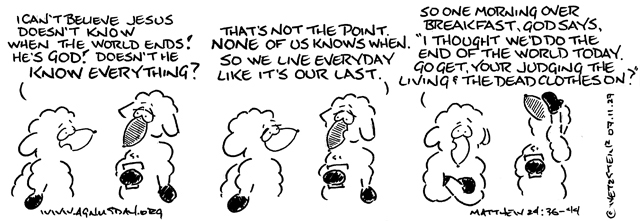 I CAN'T BELIEVE JESUS
DOESN'T KNOW
WHEN THE WORLD ENDS!
HE'S GOD! DOESN'T HE
KNOW EVERYTHING?
THAT'S NOT THE POINT.
NONE OF US KNOWS WHEN.
SO WE LIVE EVERYDAY
LIKE IT'S OUR LAST.
SO ONE MORNING OVER
BREAKFAST, GOD SAYS,
"I THOUGHT WE'D DO THE
END OF THE WORLD TODAY.
GO GET, YOUR JUDGING THE
LIVING & THE DEAD CLOTHES ON?"
WWW.AGNUSDAY.ORG
MATTHEW 24:36-44
© WETZSTEIN 07.11.29